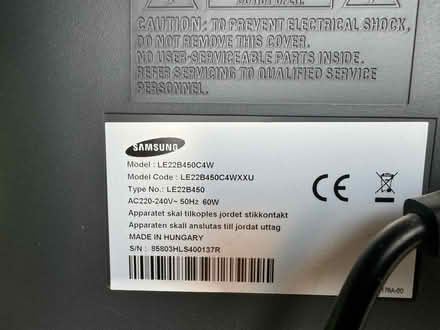 CAUTION: TO PREVENT ELECTRICAL SHOCK,
DO NOT REMOVE THIS COVER.
NO USER-SERVICEABLE PARTS INSIDE.
REFER SERVICING TO QUALIFIED SERVICE
PERSONNEL.
SAMSUNG
Model : LE22B450C4W
Model Code : LE22B450C4WXXU
Type No.: LE22B450
AC220-240V~ 50Hz 60W
Apparatet skal tilkoples jordet stikkontakt
Apparaten skall anslutas till jordat uttag
MADE IN HUNGARY
S/N : 85803HLS400137R
CE